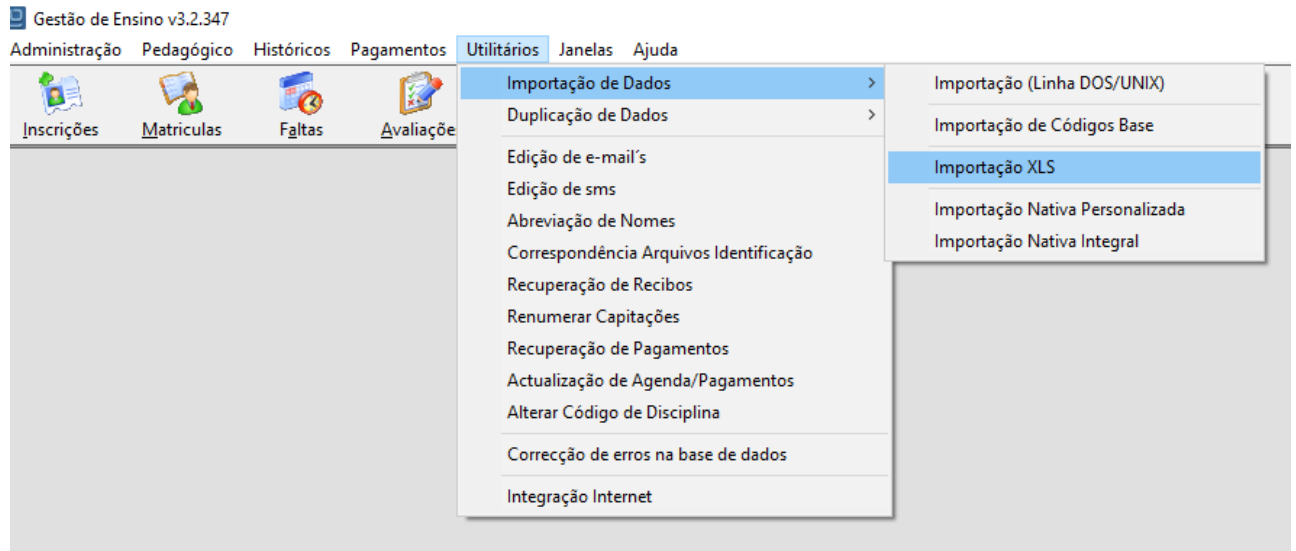 Gestão de Ensino v3.2.347
Administração Pedagógico Históricos Pagamentos Utilitários Janelas Ajuda
Inscrições Matriculas Faltas Avaliaçõe
Importação de Dados
Duplicação de Dados
Edição de e-mail´s
Edição de sms
Abreviação de Nomes
Correspondência Arquivos Identificação
Recuperação de Recibos
Renumerar Capitações
Recuperação de Pagamentos
Actualização de Agenda/Pagamentos
Alterar Código de Disciplina
Correcção de erros na base de dados
Integração Internet
Importação (Linha DOS/UNIX)
Importação de Códigos Base
Importação XLS
Importação Nativa Personalizada
Importação Nativa Integral